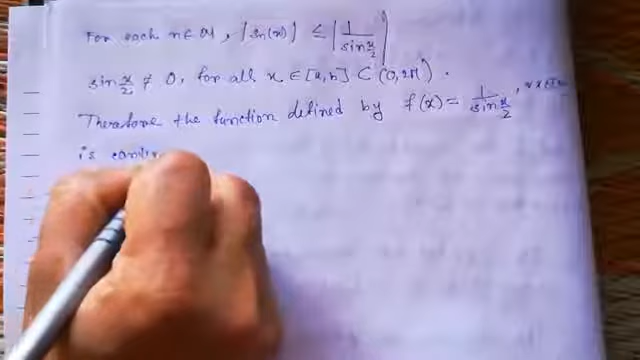 For each n ∈ ℕ, |Sn(x)| ≤ |1/sin x/2|
sin x/2 ≠ 0, for all x ∈ [a,b] ⊂ (0,2π).
Therefore the function defined by f(x) = 1/sin x/2, ∀ x ∈
is